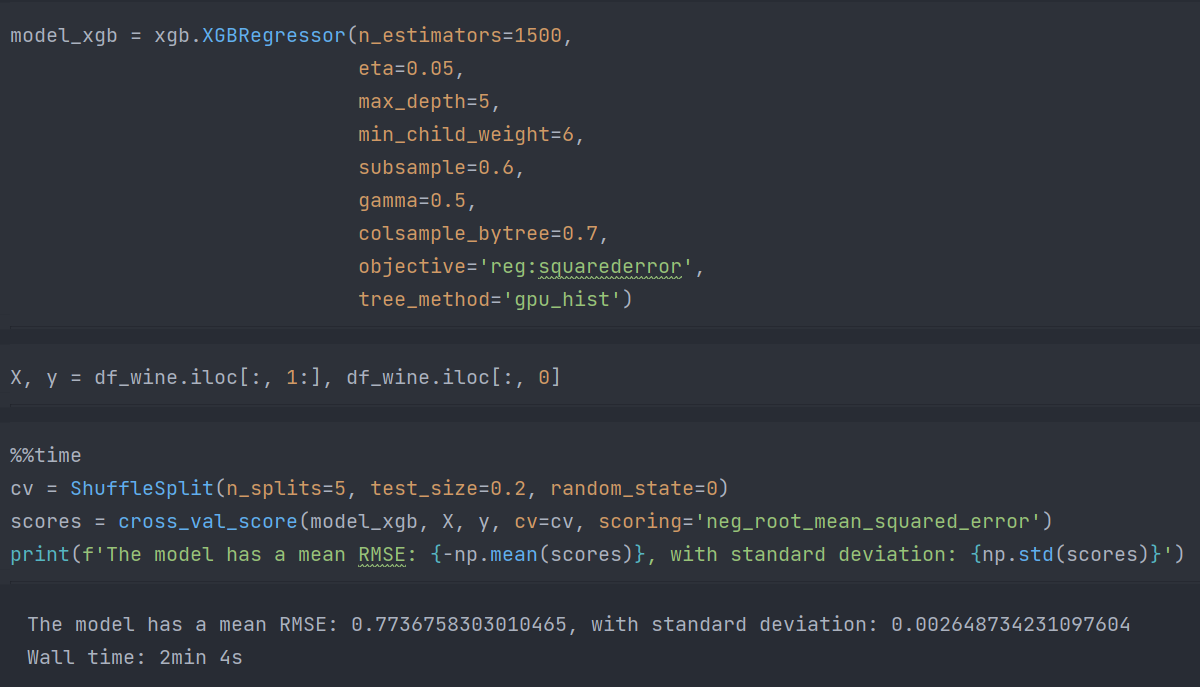 model_xgb = xgb.XGBRegressor(n_estimators=1500,
                             eta=0.05,
                             max_depth=5,
                             min_child_weight=6,
                             subsample=0.6,
                             gamma=0.5,
                             colsample_bytree=0.7,
                             objective='reg:squarederror',
                             tree_method='gpu_hist')
X, y = df_wine.iloc[:, 1:], df_wine.iloc[:, 0]
%%time
cv = ShuffleSplit(n_splits=5, test_size=0.2, random_state=0)
scores = cross_val_score(model_xgb, X, y, cv=cv, scoring='neg_root_mean_squared_error')
print(f'The model has a mean RMSE: {-np.mean(scores)}, with standard deviation: {np.std(scores)}')
The model has a mean RMSE: 0.7736758303010465, with standard deviation: 0.002648734231097604
Wall time: 2min 4s